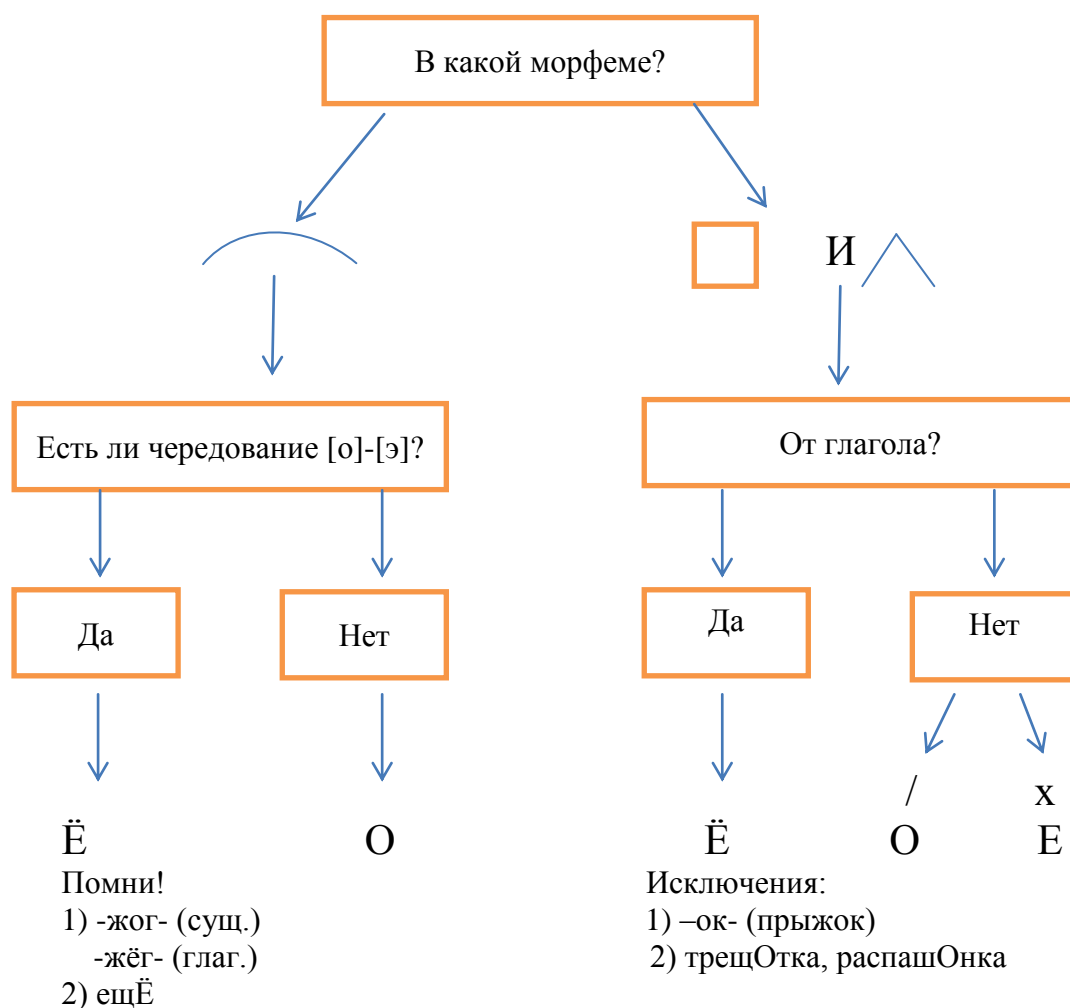 В какой морфеме?
И
Есть ли чередование [о]-[э]?
От глагола?
Да
Нет
Да
Нет
/
х
Ё
О
Ё
О
Е
Помни!
1) -жог- (сущ.)
-жёг- (глаг.)
2) ещЁ
Исключения:
1) –ок- (прыжок)
2) трещОтка, распашОнка